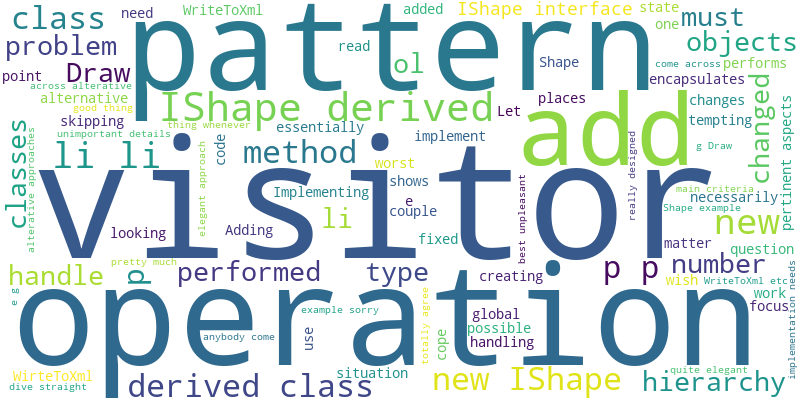 class need WriteToXml pattern added IShape interface state must
problem Draw ol read Shape one objects
point across alternative come across performs
alternative IShape derived places encapsulates
good thing skipping Let add changes changed
thing whenever essentially tempting pertinent aspects
classes unimportant details code method implement g Draw
alternative approaches li li visitor worst shows really designed main criteria
elegant approach Implementing e couple necessarily
Adding li best unpleasant Shape example new
looking fixed matter
pretty much question
handle p performed type creating p p number
e g operation wish WriteToXml etc
global possible work
example sorry use handling focus
anybody come totally agree cope implementation needs
WirteToXml situation quite elegant
dive straight derived class new IShape hierarchy